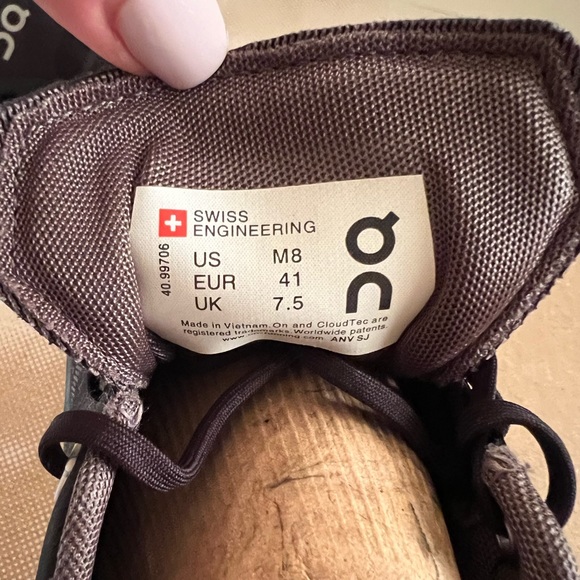 SWISS
ENGINEERING
US M8
EUR 41
UK 7.5
40.99706
Made in Vietnam. On and CloudTec are
registered trademarks. Worldwide patents.
ANV SJ